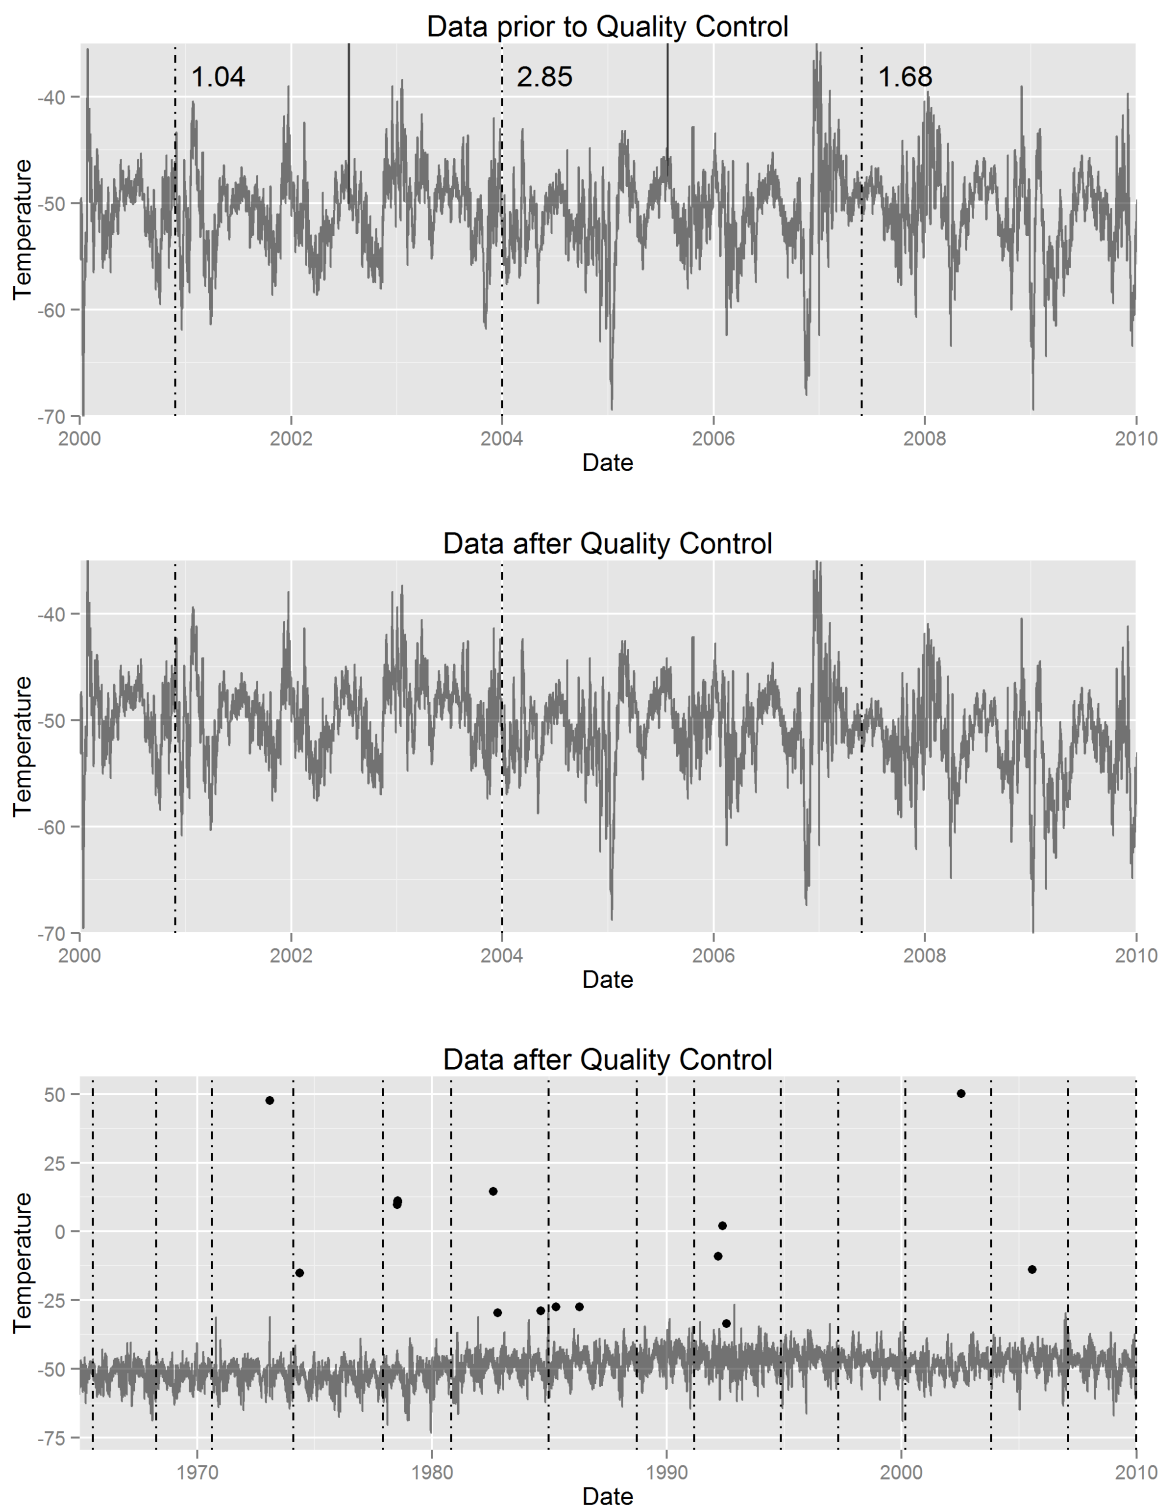 Data prior to Quality Control
1.04 2.85 1.68
-40
-50
-60
-70
Temperature
2000 2002 2004 2006 2008 2010
Date
Data after Quality Control
-40
-50
-60
-70
Temperature
2000 2002 2004 2006 2008 2010
Date
Data after Quality Control
50
25
0
-25
-50
-75
Temperature
1970 1980 1990 2000 2010
Date